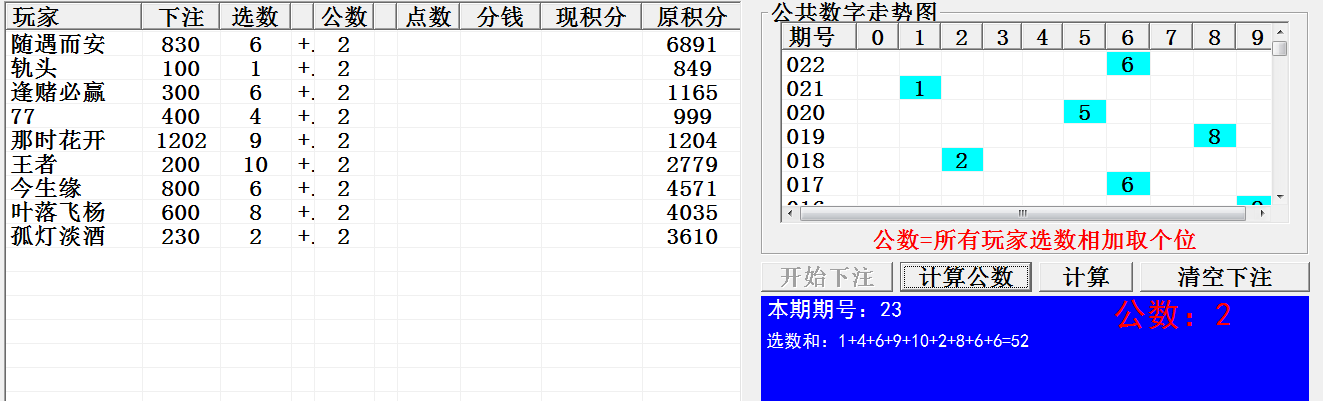 玩家 下注 选数 公数 点数 分钱 现积分 原积分
随遇而安 830 6 +. 2 6891
轨头 100 1 +. 2 849
逢赌必赢 300 6 +. 2 1165
77 400 4 +. 2 999
那时花开 1202 9 +. 2 1204
王者 200 10 +. 2 2779
今生缘 800 6 +. 2 4571
叶落飞杨 600 8 +. 2 4035
孤灯淡酒 230 2 +. 2 3610
公共数字走势图
期号 0 1 2 3 4 5 6 7 8 9
022 6
021 1
020 5
019 8
018 2
017 6
公数=所有玩家选数相加取个位
开始下注 计算公数 计算 清空下注
本期期号：23 公数：2
选数和：1+4+6+9+10+2+8+6+6=52